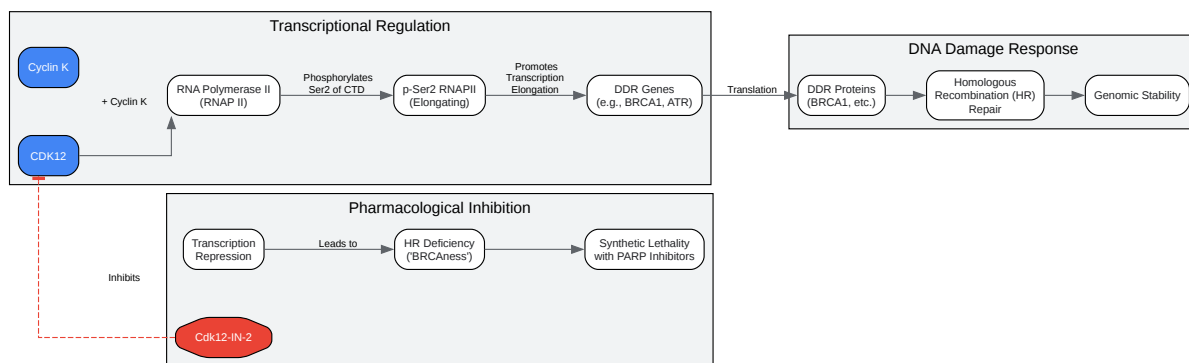 Transcriptional Regulation
Cyclin K
+ Cyclin K
CDK12
RNA Polymerase II
(RNAP II)
Phosphorylates
Ser2 of CTD
p-Ser2 RNAPII
(Elongating)
Promotes
Transcription
Elongation
DDR Genes
(e.g., BRCA1, ATR)
Translation
DNA Damage Response
DDR Proteins
(BRCA1, etc.)
Homologous
Recombination (HR)
Repair
Genomic Stability
Pharmacological Inhibition
Transcription
Repression
Leads to
HR Deficiency
('BRCAness')
Synthetic Lethality
with PARP Inhibitors
Inhibits
Cdk12-IN-2